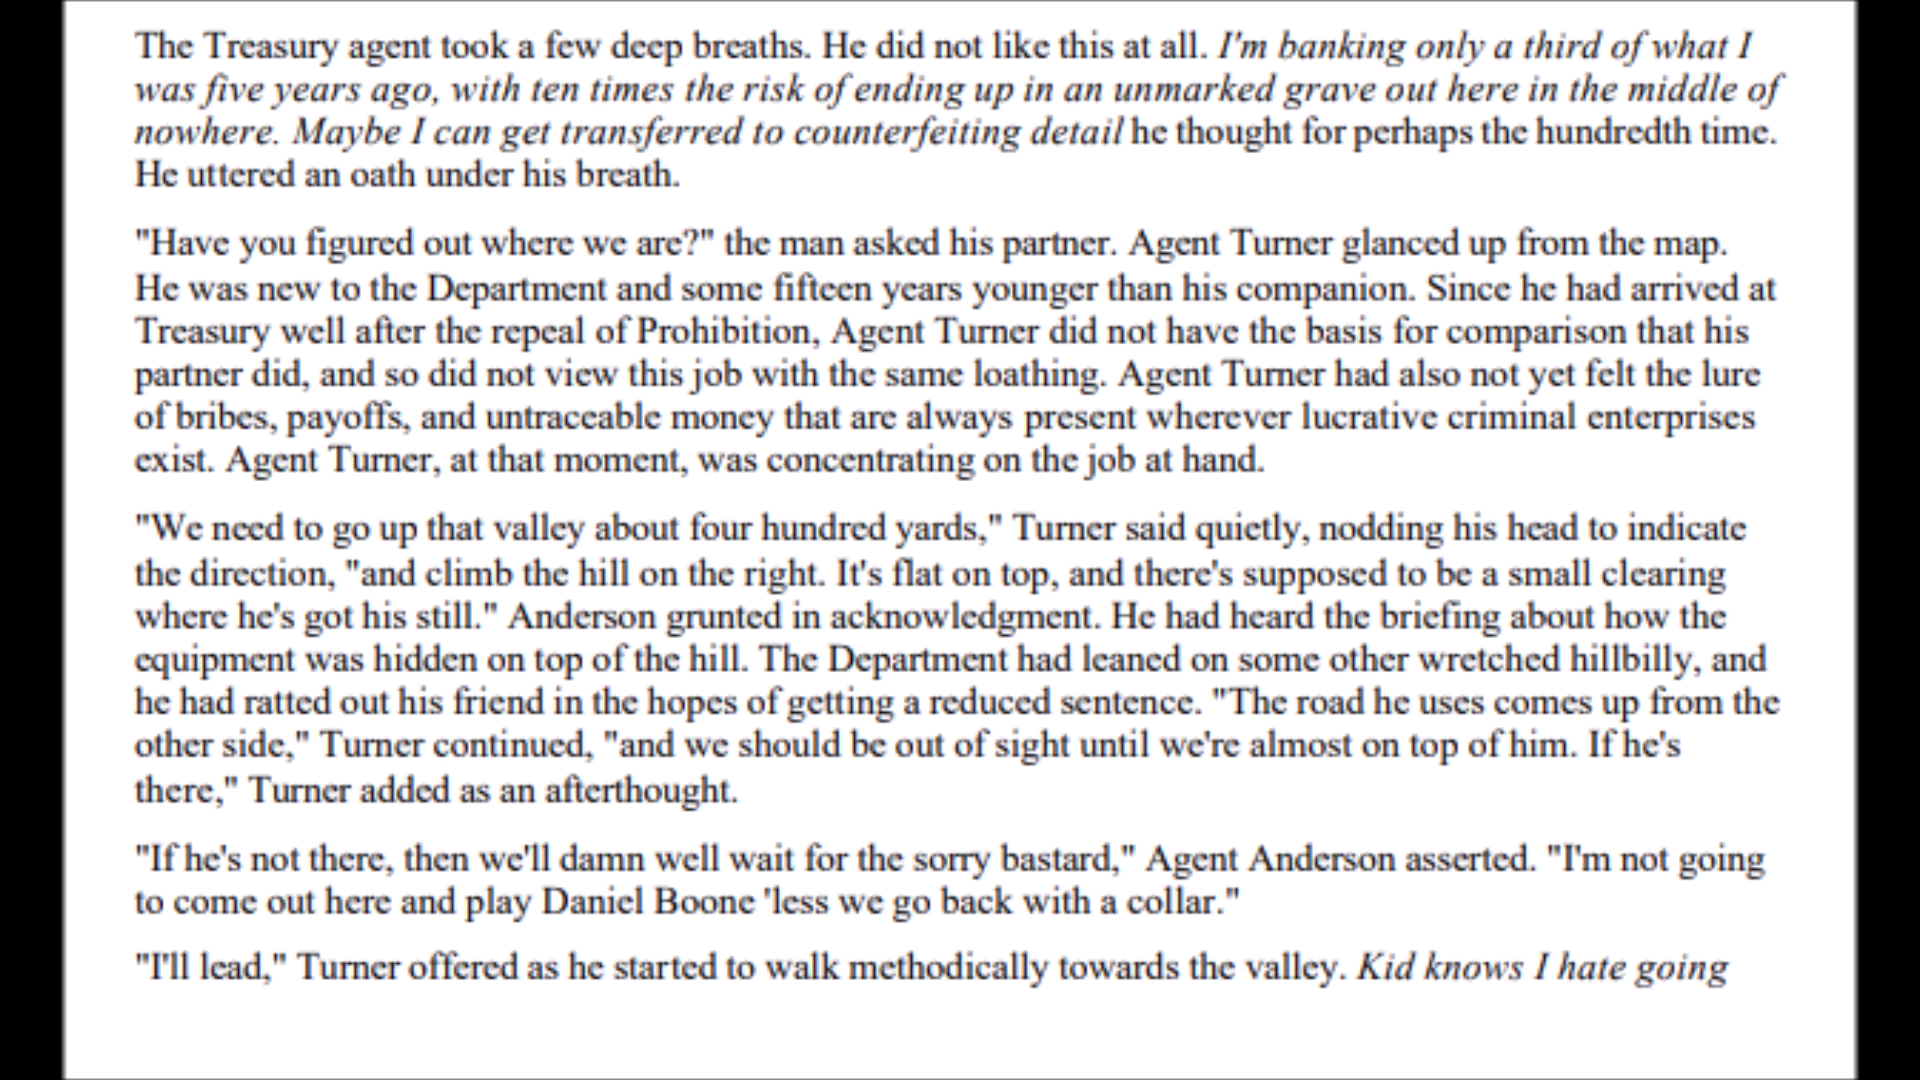 The Treasury agent took a few deep breaths. He did not like this at all. I'm banking only a third of what I
was five years ago, with ten times the risk of ending up in an unmarked grave out here in the middle of
nowhere. Maybe I can get transferred to counterfeiting detail he thought for perhaps the hundredth time.
He uttered an oath under his breath.
"Have you figured out where we are?" the man asked his partner. Agent Turner glanced up from the map.
He was new to the Department and some fifteen years younger than his companion. Since he had arrived at
Treasury well after the repeal of Prohibition, Agent Turner did not have the basis for comparison that his
partner did, and so did not view this job with the same loathing. Agent Turner had also not yet felt the lure
of bribes, payoffs, and untraceable money that are always present wherever lucrative criminal enterprises
exist. Agent Turner, at that moment, was concentrating on the job at hand.
"We need to go up that valley about four hundred yards," Turner said quietly, nodding his head to indicate
the direction, "and climb the hill on the right. It's flat on top, and there's supposed to be a small clearing
where he's got his still." Anderson grunted in acknowledgment. He had heard the briefing about how the
equipment was hidden on top of the hill. The Department had leaned on some other wretched hillbilly, and
he had ratted out his friend in the hopes of getting a reduced sentence. "The road he uses comes up from the
other side," Turner continued, "and we should be out of sight until we're almost on top of him. If he's
there," Turner added as an afterthought.
"If he's not there, then we'll damn well wait for the sorry bastard," Agent Anderson asserted. "I'm not going
to come out here and play Daniel Boone 'less we go back with a collar."
"I'll lead," Turner offered as he started to walk methodically towards the valley. Kid knows I hate going